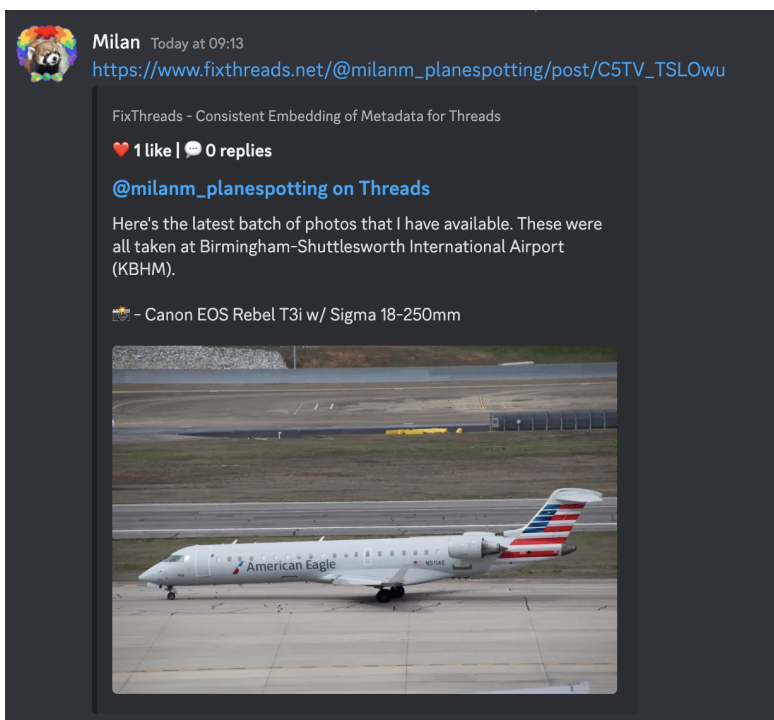 Milan Today at 09:13
https://www.fixthreads.net/@milanm_planespotting/post/C5TV_TSLOwu
FixThreads - Consistent Embedding of Metadata for Threads
❤️ 1 like | 💬 0 replies
@milanm_planespotting on Threads
Here's the latest batch of photos that I have available. These were
all taken at Birmingham-Shuttlesworth International Airport
(KBHM).
📸 - Canon EOS Rebel T3i w/ Sigma 18-250mm
American Eagle
N511AE